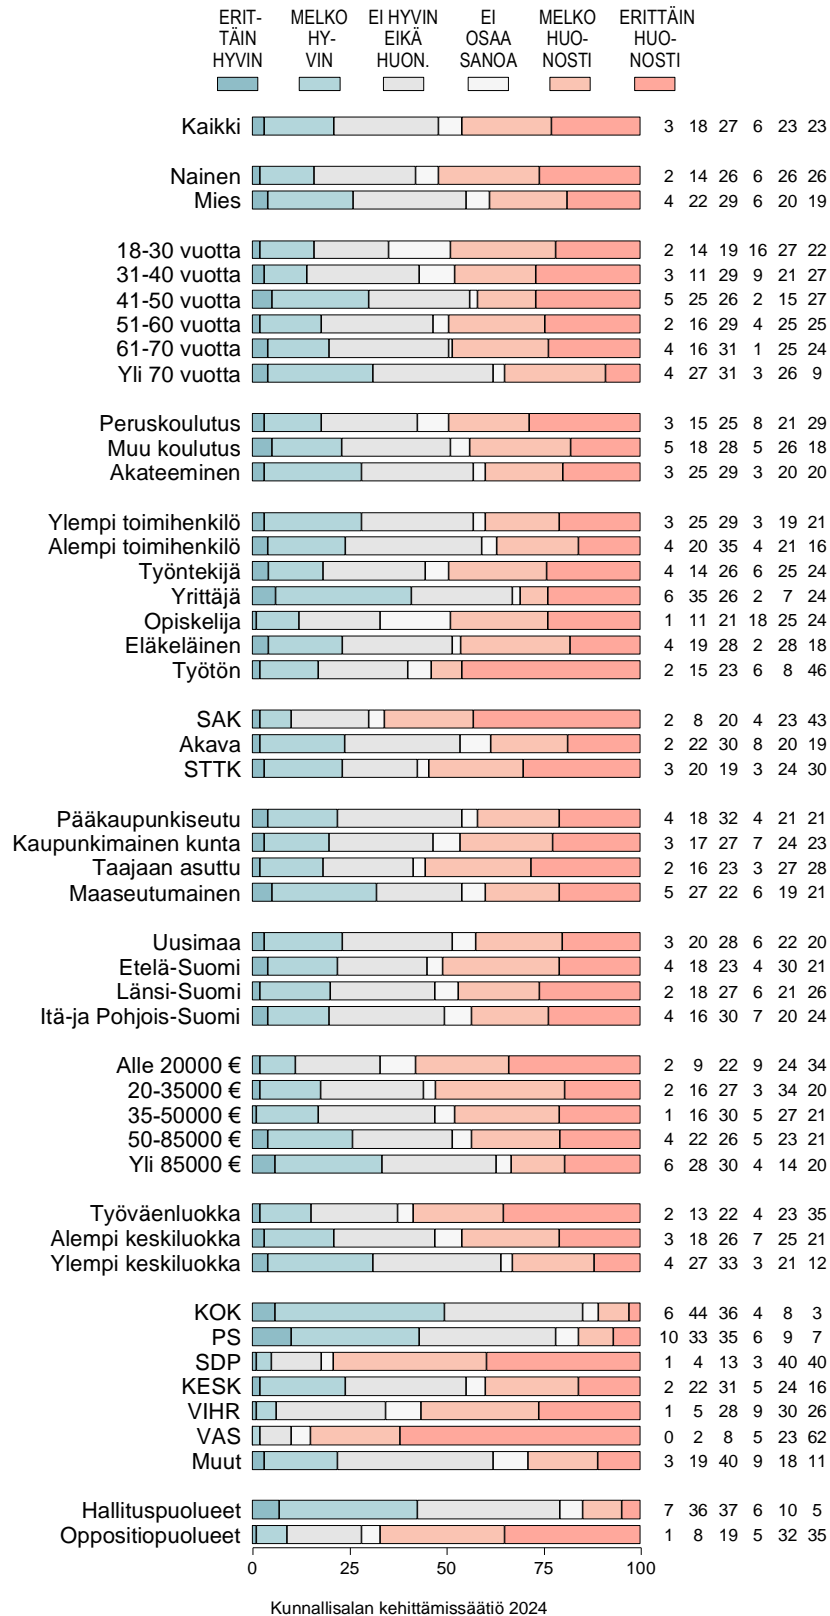 ERIT- MELKO EI HYVIN EI MELKO ERITTÄIN
TÄIN HY- EIKÄ OSAA HUO- HUO-
HYVIN VIN HUON. SANOA NOSTI NOSTI
Kaikki 3 18 27 6 23 23
Nainen 2 14 26 6 26 26
Mies 4 22 29 6 20 19
18-30 vuotta 2 14 19 16 27 22
31-40 vuotta 3 11 29 9 21 27
41-50 vuotta 5 25 26 2 15 27
51-60 vuotta 2 16 29 4 25 25
61-70 vuotta 4 16 31 1 25 24
Yli 70 vuotta 4 27 31 3 26 9
Peruskoulutus 3 15 25 8 21 29
Muu koulutus 5 18 28 5 26 18
Akateeminen 3 25 29 3 20 20
Ylempi toimihenkilö 3 25 29 3 19 21
Alempi toimihenkilö 4 20 35 4 21 16
Työntekijä 4 14 26 6 25 24
Yrittäjä 6 35 26 2 7 24
Opiskelija 1 11 21 18 25 24
Eläkeläinen 4 19 28 2 28 18
Työtön 2 15 23 6 8 46
SAK 2 8 20 4 23 43
Akava 2 22 30 8 20 19
STTK 3 20 19 3 24 30
Pääkaupunkiseutu 4 18 32 4 21 21
Kaupunkimainen kunta 3 17 27 7 24 23
Taajaan asuttu 2 16 23 3 27 28
Maaseutumainen 5 27 22 6 19 21
Uusimaa 3 20 28 6 22 20
Etelä-Suomi 4 18 23 4 30 21
Länsi-Suomi 2 18 27 6 21 26
Itä-ja Pohjois-Suomi 4 16 30 7 20 24
Alle 20000 € 2 9 22 9 24 34
20-35000 € 2 16 27 3 34 20
35-50000 € 1 16 30 5 27 21
50-85000 € 4 22 26 5 23 21
Yli 85000 € 6 28 30 4 14 20
Työväenluokka 2 13 22 4 23 35
Alempi keskiluokka 3 18 26 7 25 21
Ylempi keskiluokka 4 27 33 3 21 12
KOK 6 44 36 4 8 3
PS 10 33 35 6 9 7
SDP 1 4 13 3 40 40
KESK 2 22 31 5 24 16
VIHR 1 5 28 9 30 26
VAS 0 2 8 5 23 62
Muut 3 19 40 9 18 11
Hallituspuolueet 7 36 37 6 10 5
Oppositiopuolueet 1 8 19 5 32 35
0 25 50 75 100
Kunnallisalan kehittämissäätiö 2024